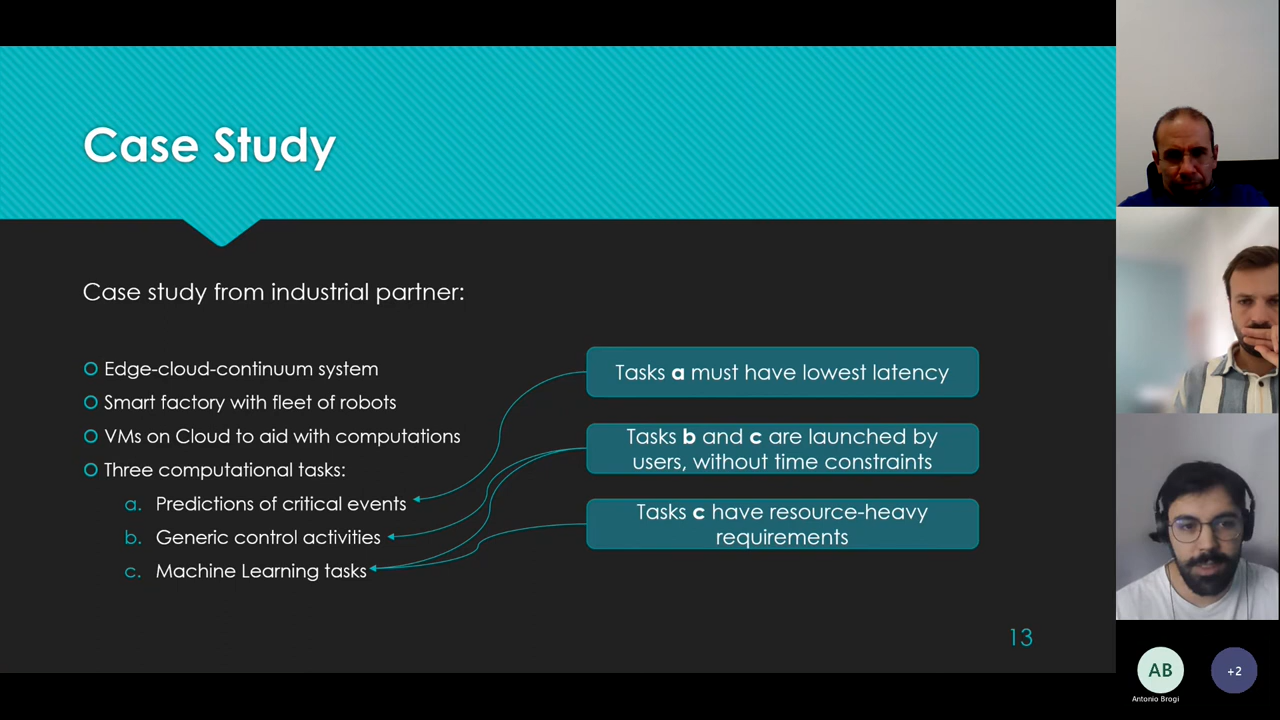 Case Study
Case study from industrial partner:
Edge-cloud-continuum system
Smart factory with fleet of robots
VMs on Cloud to aid with computations
Three computational tasks:
a. Predictions of critical events
b. Generic control activities
c. Machine Learning tasks
Tasks a must have lowest latency
Tasks b and c are launched by
users, without time constraints
Tasks c have resource-heavy
requirements
13
AB
Antonio Brogi
+2